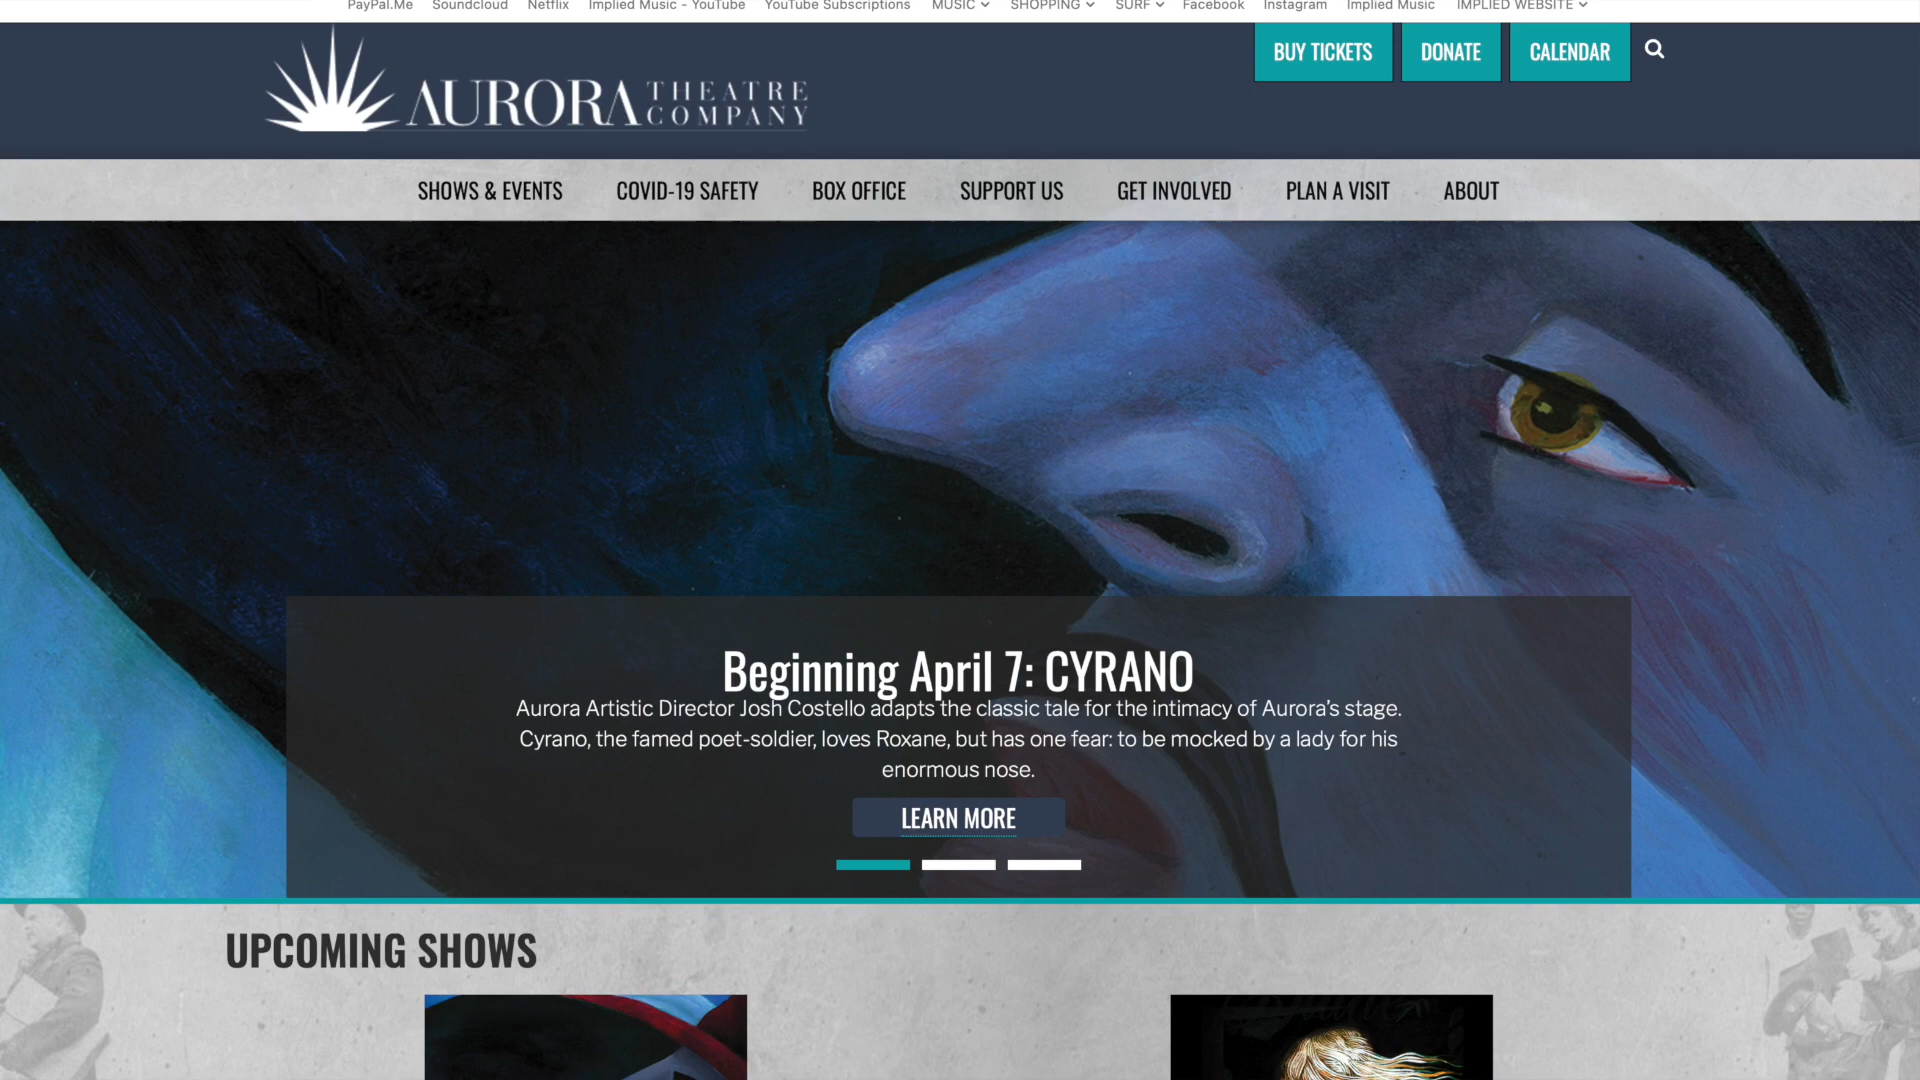 PayPal.Me Soundcloud Netflix Implied Music - YouTube YouTube Subscriptions MUSIC SHOPPING SURF Facebook Instagram Implied Music IMPLIED WEBSITE
AURORA THEATRE COMPANY
BUY TICKETS DONATE CALENDAR
SHOWS & EVENTS COVID-19 SAFETY BOX OFFICE SUPPORT US GET INVOLVED PLAN A VISIT ABOUT
Beginning April 7: CYRANO
Aurora Artistic Director Josh Costello adapts the classic tale for the intimacy of Aurora’s stage.
Cyrano, the famed poet-soldier, loves Roxane, but has one fear: to be mocked by a lady for his
enormous nose.
LEARN MORE
UPCOMING SHOWS